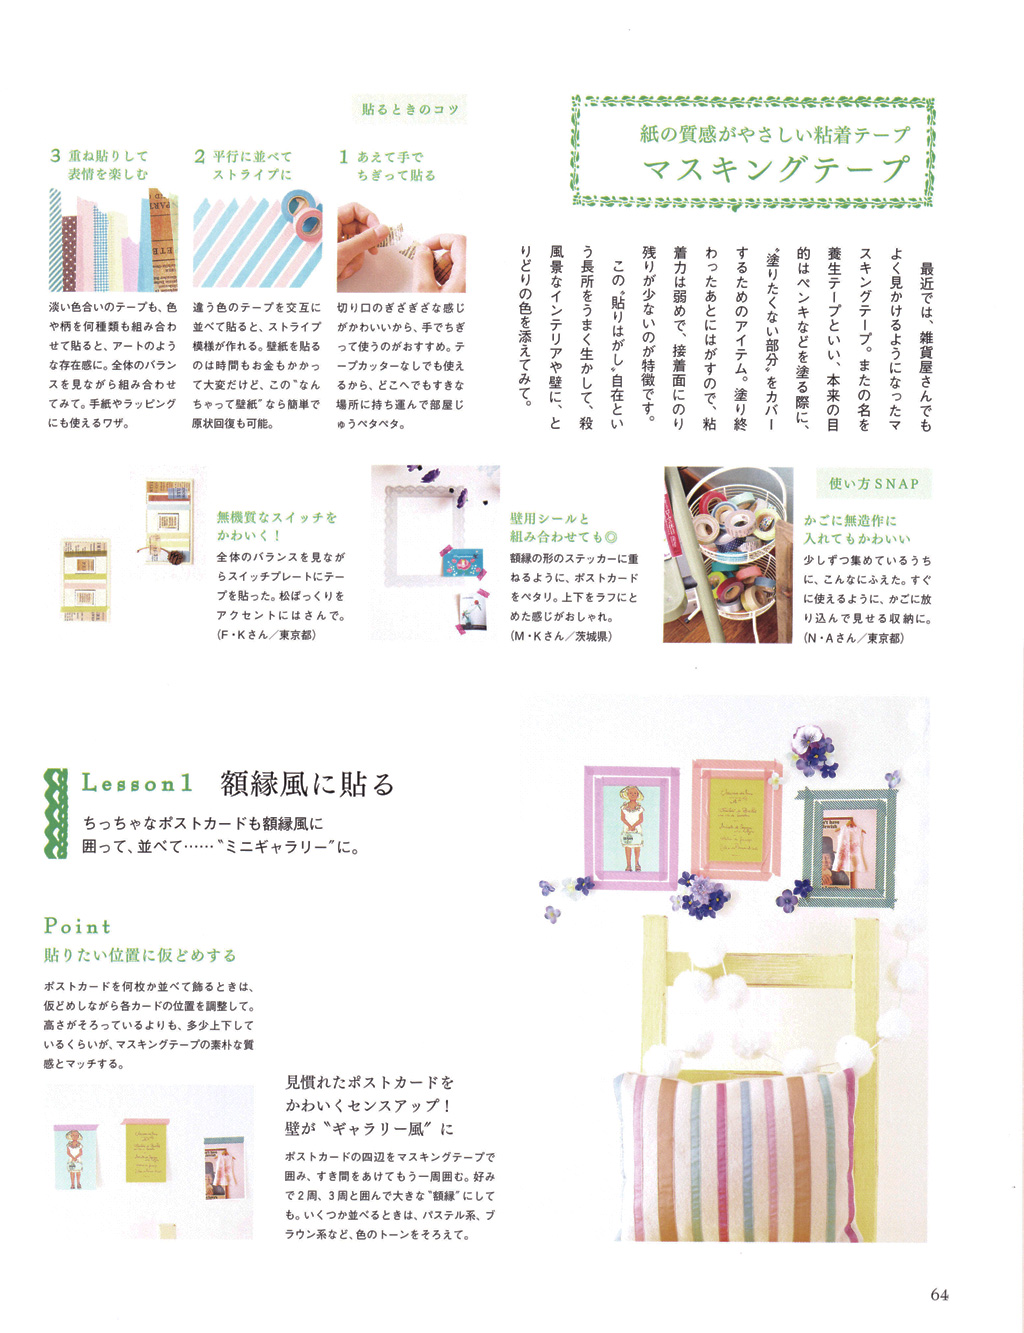 紙の質感がやさしい粘着テープ
マスキングテープ
最近では、雑貨屋さんでも
よく見かけるようになったマ
スキングテープ。またの名を
養生テープといい、本来の目
的はペンキなどを塗る際に、
〝塗りたくない部分〟をカバー
するためのアイテム。塗り終
わったあとにはがすので、粘
着力は弱めで、接着面にのり
残りが少ないのが特徴です。
この〝貼りはがし〟自在とい
う長所をうまく生かして、殺
風景なインテリアや壁に、と
りどりの色を添えてみて。
貼るときのコツ
1 あえて手で
ちぎって貼る
切り口のぎざぎざな感じ
がかわいいから、手でちぎ
って使うのがおすすめ。テ
ープカッターなしでも使え
るから、どこへでもすきな
場所に持ち運んで部屋じ
ゅうペタペタ。
2 平行に並べて
ストライプに
違う色のテープを交互に
並べて貼ると、ストライプ
模様が作れる。壁紙を貼る
のは時間もお金もかかっ
て大変だけど、この〝なん
ちゃって壁紙〟なら簡単で
原状回復も可能。
3 重ね貼りして
表情を楽しむ
淡い色合いのテープも、色
や柄を何種類も組み合わ
せて貼ると、アートのよう
な存在感に。全体のバラン
スを見ながら組み合わせ
てみて。手紙やラッピング
にも使えるワザ。
使い方SNAP
かごに無造作に
入れてもかわいい
少しずつ集めているうち
に、こんなにふえた。すぐ
に使えるように、かごに放
り込んで見せる収納に。
(N・Aさん／東京都)
壁用シールと
組み合わせても◎
額縁の形のステッカーに重
ねるように、ポストカード
をペタリ。上下をラフにと
めた感じがおしゃれ。
(M・Kさん／茨城県)
無機質なスイッチを
かわいく！
全体のバランスを見なが
らスイッチプレートにテー
プを貼った。松ぼっくりを
アクセントにはさんで。
(F・Kさん／東京都)
Lesson1 額縁風に貼る
ちっちゃなポストカードも額縁風に
囲って、並べて……〝ミニギャラリー〟に。
Point
貼りたい位置に仮どめする
ポストカードを何枚か並べて飾るときは、
仮どめしながら各カードの位置を調整して。
高さがそろっているよりも、多少上下して
いるくらいが、マスキングテープの素朴な質
感とマッチする。
見慣れたポストカードを
かわいくセンスアップ！
壁が〝ギャラリー風〟に
ポストカードの四辺をマスキングテープで
囲み、すき間をあけてもう一周囲む。好み
で2周、3周と囲んで大きな〝額縁〟にして
も。いくつか並べるときは、パステル系、ブ
ラウン系など、色のトーンをそろえて。
64